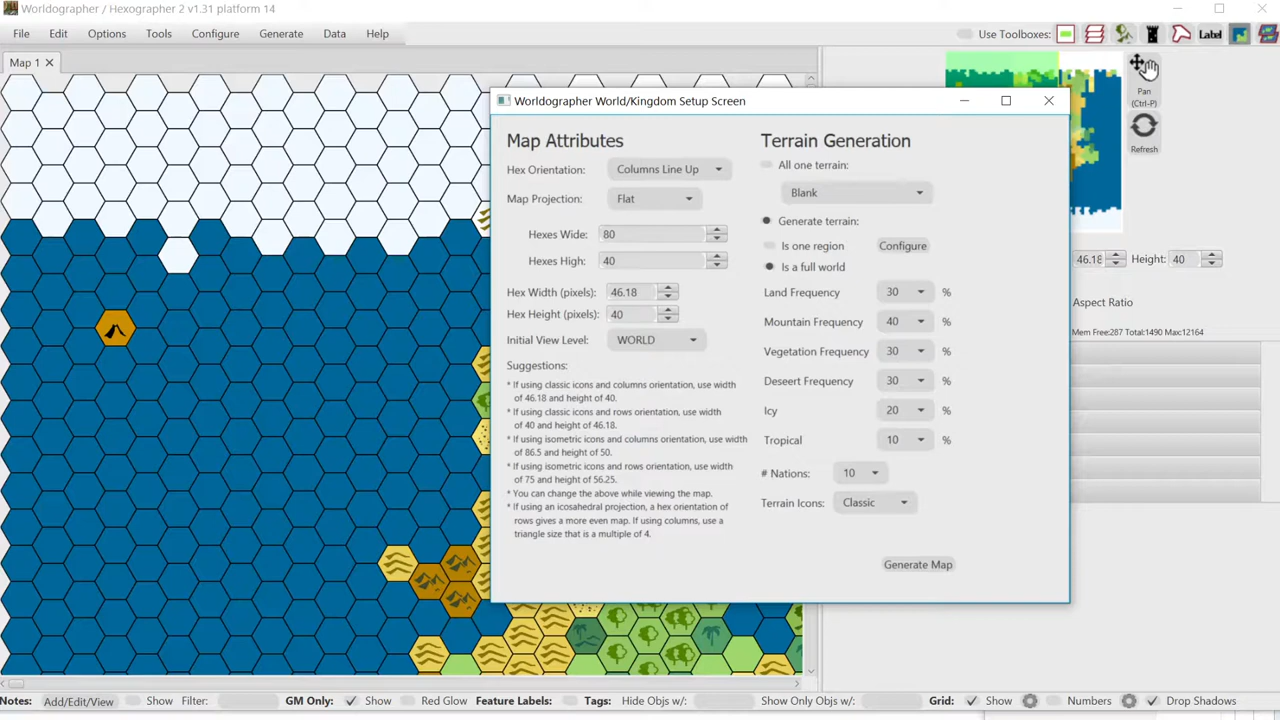 Worldographer / Hexographer 2 v1.31 platform 14
File Edit Options Tools Configure Generate Data Help
Use Toolboxes:
Label
Map 1
Pan
(Ctrl-P)
Refresh
Worldographer World/Kingdom Setup Screen
Map Attributes
Hex Orientation: Columns Line Up
Map Projection: Flat
Hexes Wide: 80
Hexes High: 40
Hex Width (pixels): 46.18
Hex Height (pixels): 40
Initial View Level: WORLD
Suggestions:
* If using classic icons and columns orientation, use width
of 46.18 and height of 40.
* If using classic icons and rows orientation, use width
of 40 and height of 46.18.
* If using isometric icons and columns orientation, use width
of 86.5 and height of 50.
* If using isometric icons and rows orientation, use width
of 75 and height of 56.25.
* You can change the above while viewing the map.
* If using an icosahedral projection, a hex orientation of
rows gives a more even map. If using columns, use a
triangle size that is a multiple of 4.
Terrain Generation
All one terrain:
Blank
Generate terrain:
Is one region Configure
Is a full world
Land Frequency 30 %
Mountain Frequency 40 %
Vegetation Frequency 30 %
Deseert Frequency 30 %
Icy 20 %
Tropical 10 %
# Nations: 10
Terrain Icons: Classic
Generate Map
46.18 Height: 40
Aspect Ratio
Mem Free:287 Total:1490 Max:12164
Notes: Add/Edit/View Show Filter: GM Only: Show Red Glow Feature Labels: Tags: Hide Objs w/: Show Only Objs w/: Grid: Show Numbers Drop Shadows